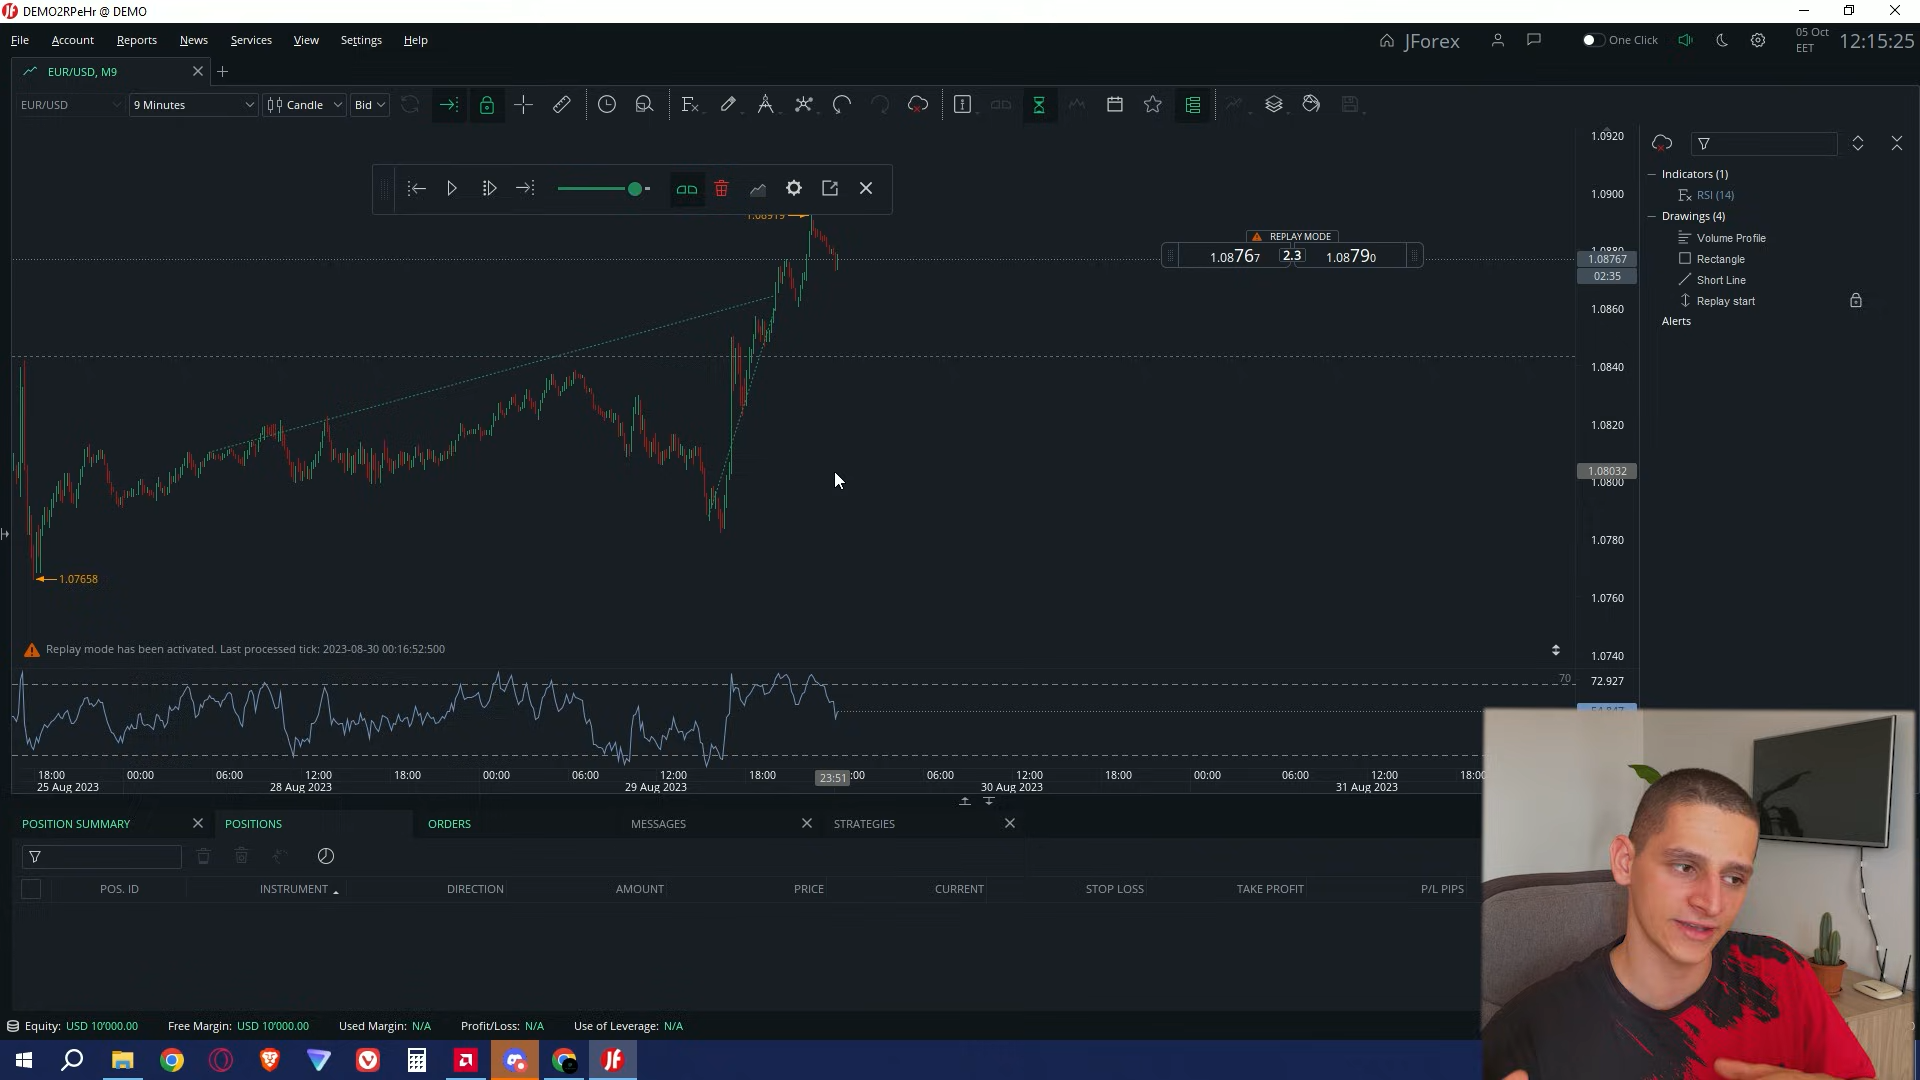 DEMO2RPeHr @ DEMO
File Account Reports News Services View Settings Help
JForex One Click 05 Oct EET 12:15:25
EUR/USD, M9
EUR/USD 9 Minutes Candle Bid
1.0920
Indicators (1)
RSI (14)
1.0900
Drawings (4)
REPLAY MODE
Volume Profile
1.08767 2.3 1.08790
1.08767
Rectangle
02:35
Short Line
Replay start
1.0860
Alerts
1.0840
1.0820
1.08032
1.0800
1.0780
1.07658
1.0760
Replay mode has been activated. Last processed tick: 2023-08-30 00:16:52:500
1.0740
70 72.927
18:00 00:00 06:00 12:00 18:00 00:00 06:00 12:00 18:00 23:51 :00 06:00 12:00 18:00 00:00 06:00 12:00 18:00
25 Aug 2023 28 Aug 2023 29 Aug 2023 30 Aug 2023 31 Aug 2023
POSITION SUMMARY POSITIONS ORDERS MESSAGES STRATEGIES
POS. ID INSTRUMENT DIRECTION AMOUNT PRICE CURRENT STOP LOSS TAKE PROFIT P/L PIPS
Equity: USD 10'000.00 Free Margin: USD 10'000.00 Used Margin: N/A Profit/Loss: N/A Use of Leverage: N/A